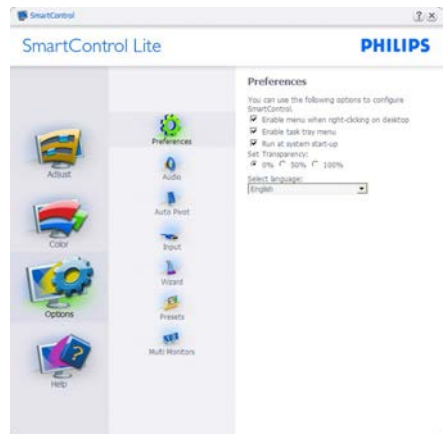 SmartControl
SmartControl Lite
PHILIPS
Adjust
Color
Options
Help
Preferences
Audio
Auto Pivot
Input
Wizard
Presets
Multi Monitors
Preferences
You can use the following options to configure
SmartControl.
Enable menu when right-clicking on desktop
Enable task tray menu
Run at system start-up
Set Transparency:
0% 50% 100%
Select language:
English